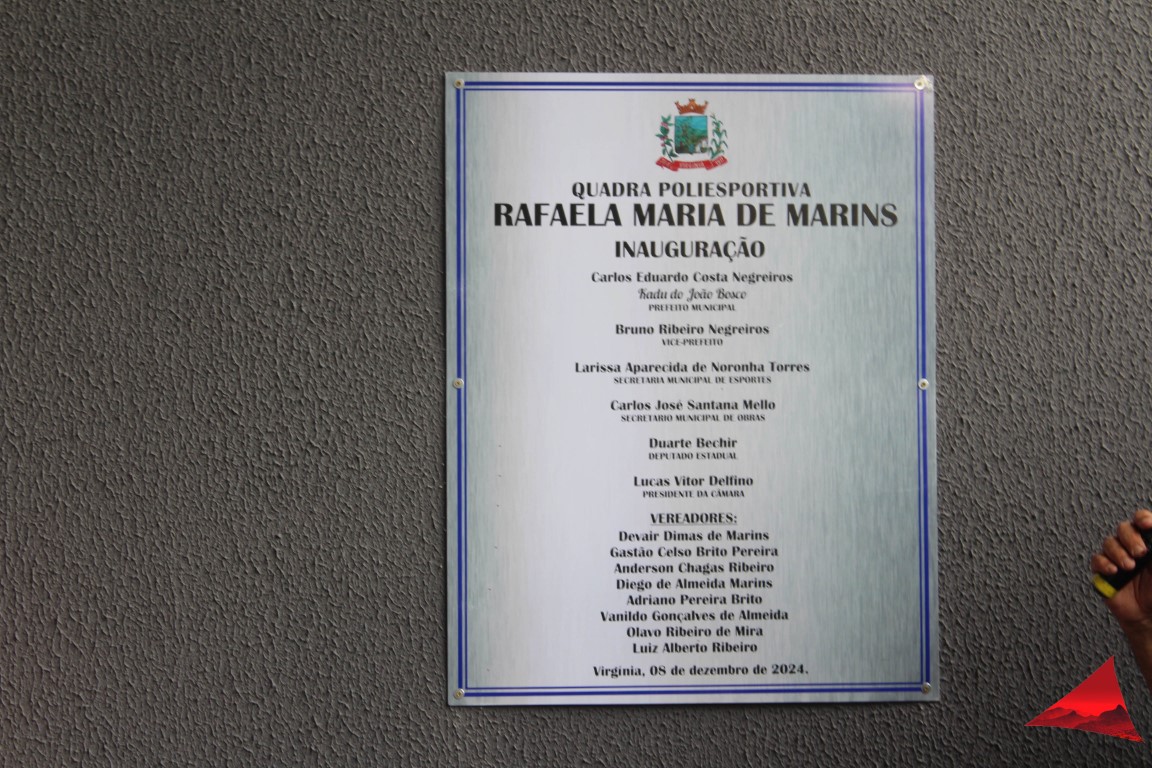 QUADRA POLIESPORTIVA
RAFAELA MARIA DE MARINS
INAUGURAÇÃO
Carlos Eduardo Costa Negreiros
Kadu do João Bosco
PREFEITO MUNICIPAL
Bruno Ribeiro Negreiros
VICE-PREFEITO
Larissa Aparecida de Noronha Torres
SECRETARIA MUNICIPAL DE ESPORTES
Carlos José Santana Mello
SECRETARIO MUNICIPAL DE OBRAS
Duarte Bechir
DEPUTADO ESTADUAL
Lucas Vitor Delfino
PRESIDENTE DA CÂMARA
VEREADORES:
Devair Dimas de Marins
Gastão Celso Brito Pereira
Anderson Chagas Ribeiro
Diego de Almeida Marins
Adriano Pereira Brito
Vanildo Gonçalves de Almeida
Olavo Ribeiro de Mira
Luiz Alberto Ribeiro
Virgínia, 08 de dezembro de 2024.